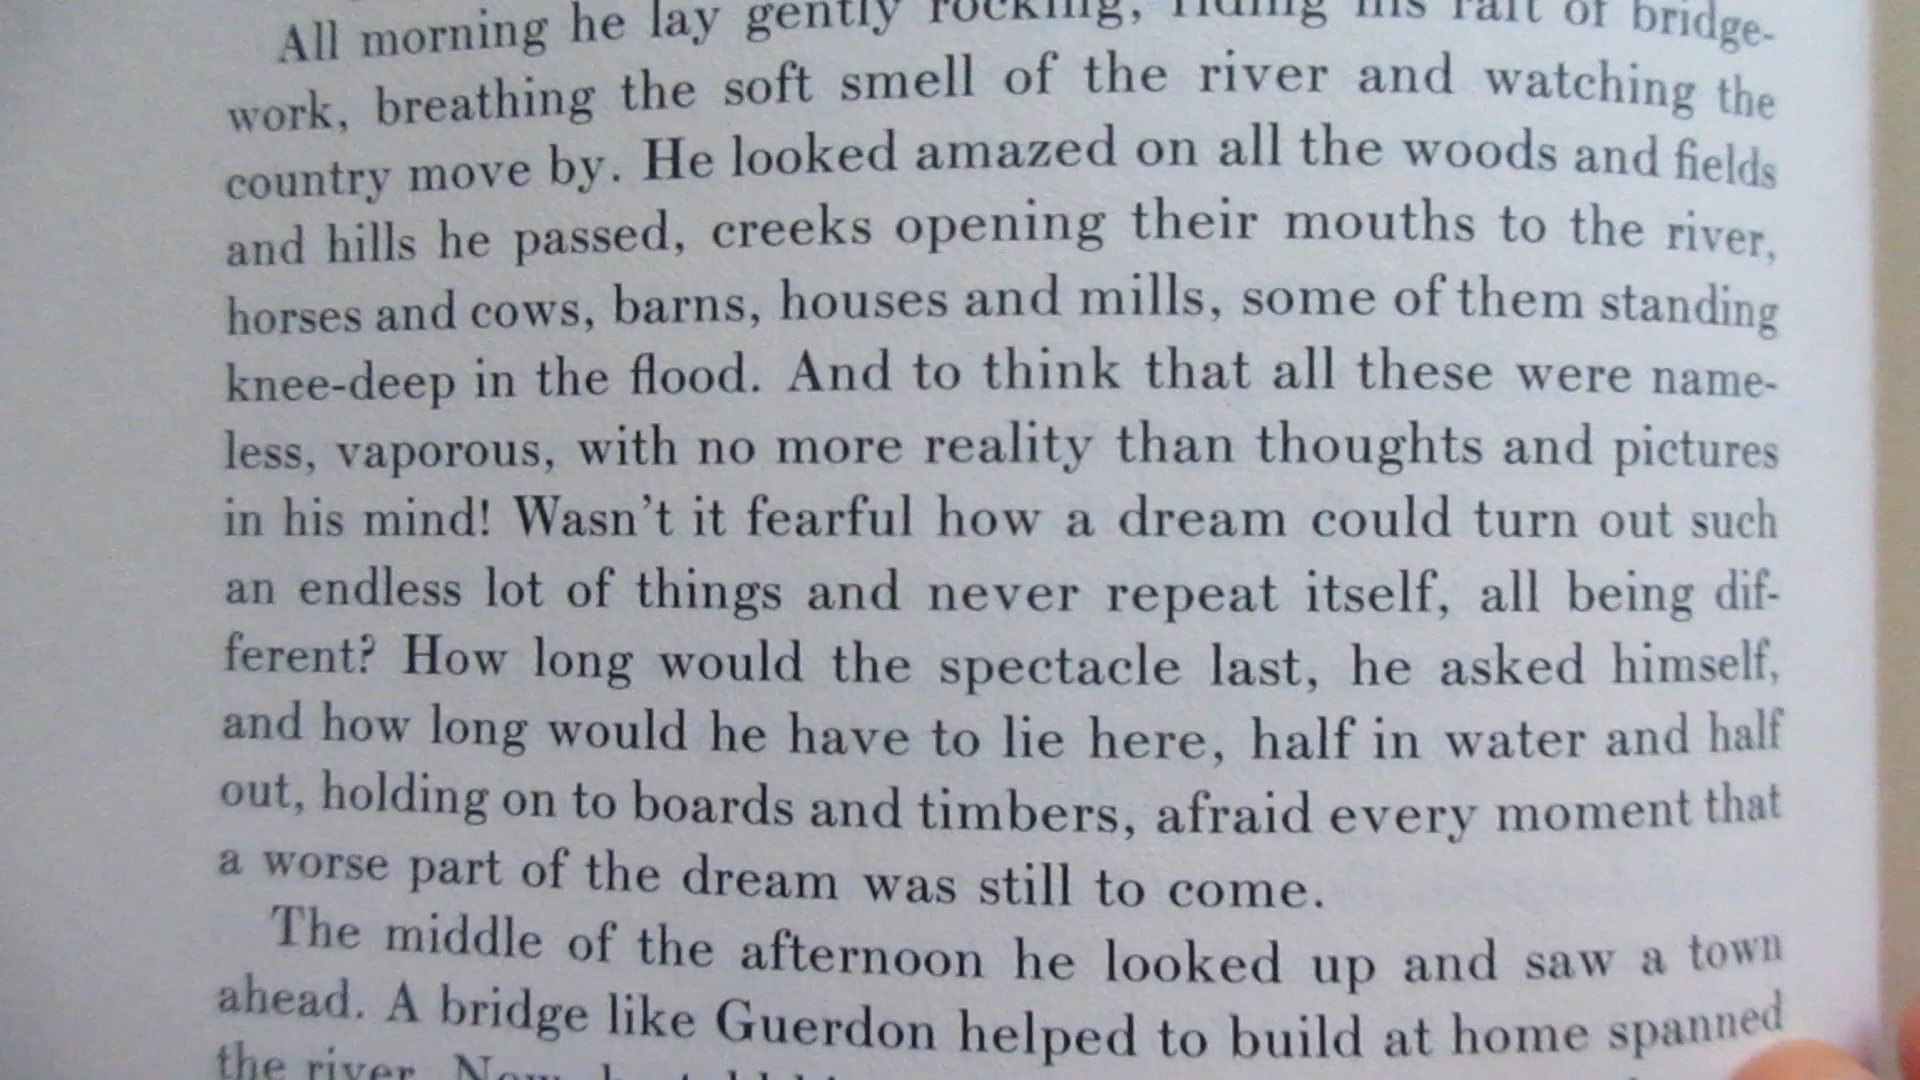 All morning he lay gently rocking, riding his raft of bridge-
work, breathing the soft smell of the river and watching the
country move by. He looked amazed on all the woods and fields
and hills he passed, creeks opening their mouths to the river,
horses and cows, barns, houses and mills, some of them standing
knee-deep in the flood. And to think that all these were name-
less, vaporous, with no more reality than thoughts and pictures
in his mind! Wasn't it fearful how a dream could turn out such
an endless lot of things and never repeat itself, all being dif-
ferent? How long would the spectacle last, he asked himself,
and how long would he have to lie here, half in water and half
out, holding on to boards and timbers, afraid every moment that
a worse part of the dream was still to come.
The middle of the afternoon he looked up and saw a town
ahead. A bridge like Guerdon helped to build at home spanned
the river.